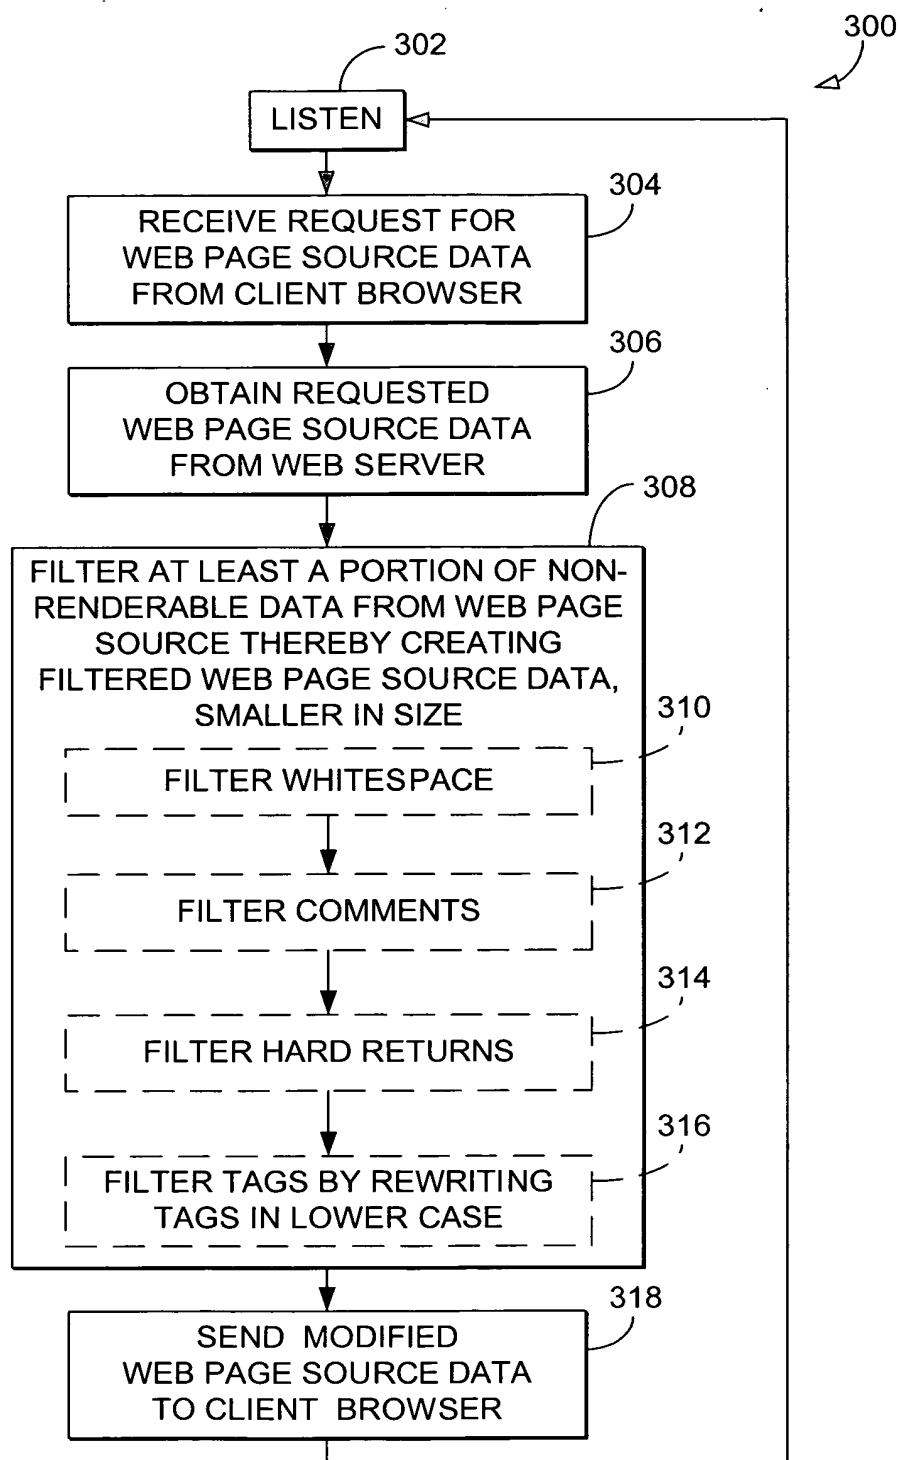 300
302
LISTEN
304
RECEIVE REQUEST FOR
WEB PAGE SOURCE DATA
FROM CLIENT BROWSER
306
OBTAIN REQUESTED
WEB PAGE SOURCE DATA
FROM WEB SERVER
308
FILTER AT LEAST A PORTION OF NON-
RENDERABLE DATA FROM WEB PAGE
SOURCE THEREBY CREATING
FILTERED WEB PAGE SOURCE DATA,
SMALLER IN SIZE
310
FILTER WHITESPACE
312
FILTER COMMENTS
314
FILTER HARD RETURNS
316
FILTER TAGS BY REWRITING
TAGS IN LOWER CASE
318
SEND MODIFIED
WEB PAGE SOURCE DATA
TO CLIENT BROWSER